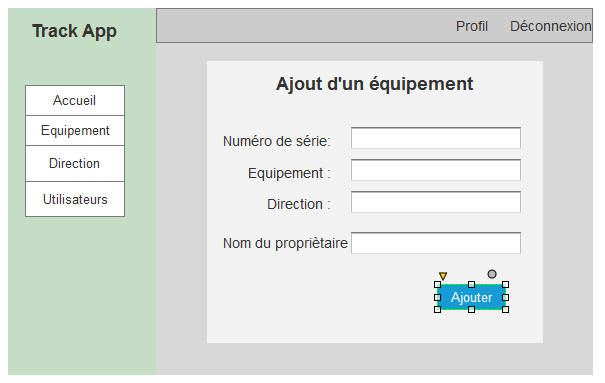 Track App
Profil Déconnexion
Accueil
Equipement
Direction
Utilisateurs
Ajout d'un équipement
Numéro de série:
Equipement :
Direction :
Nom du propriètaire
Ajouter